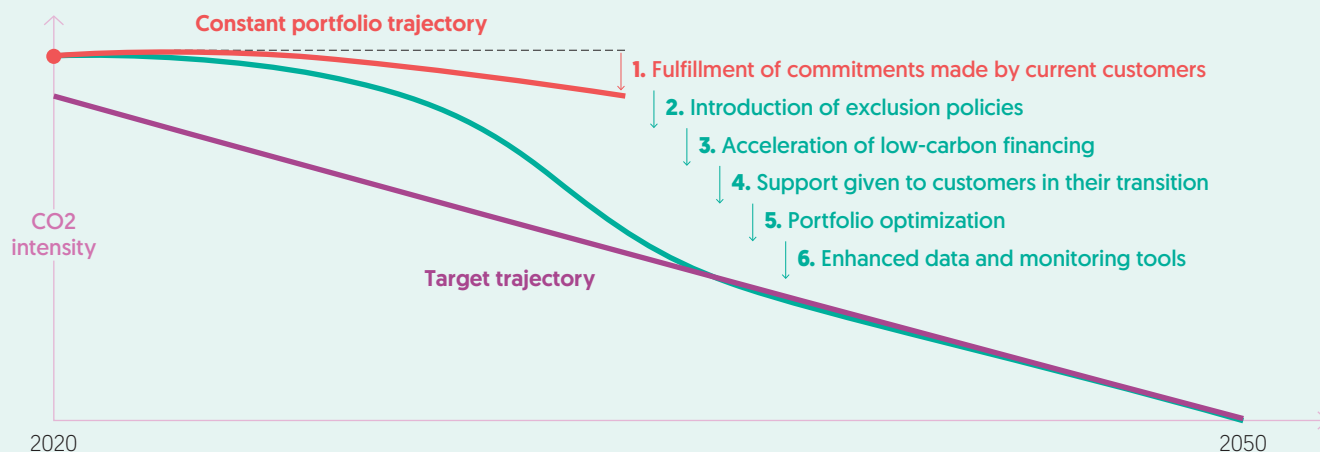 Constant portfolio trajectory
1. Fulfillment of commitments made by current customers
2. Introduction of exclusion policies
3. Acceleration of low-carbon financing
4. Support given to customers in their transition
5. Portfolio optimization
6. Enhanced data and monitoring tools
CO2
intensity
Target trajectory
2020
2050